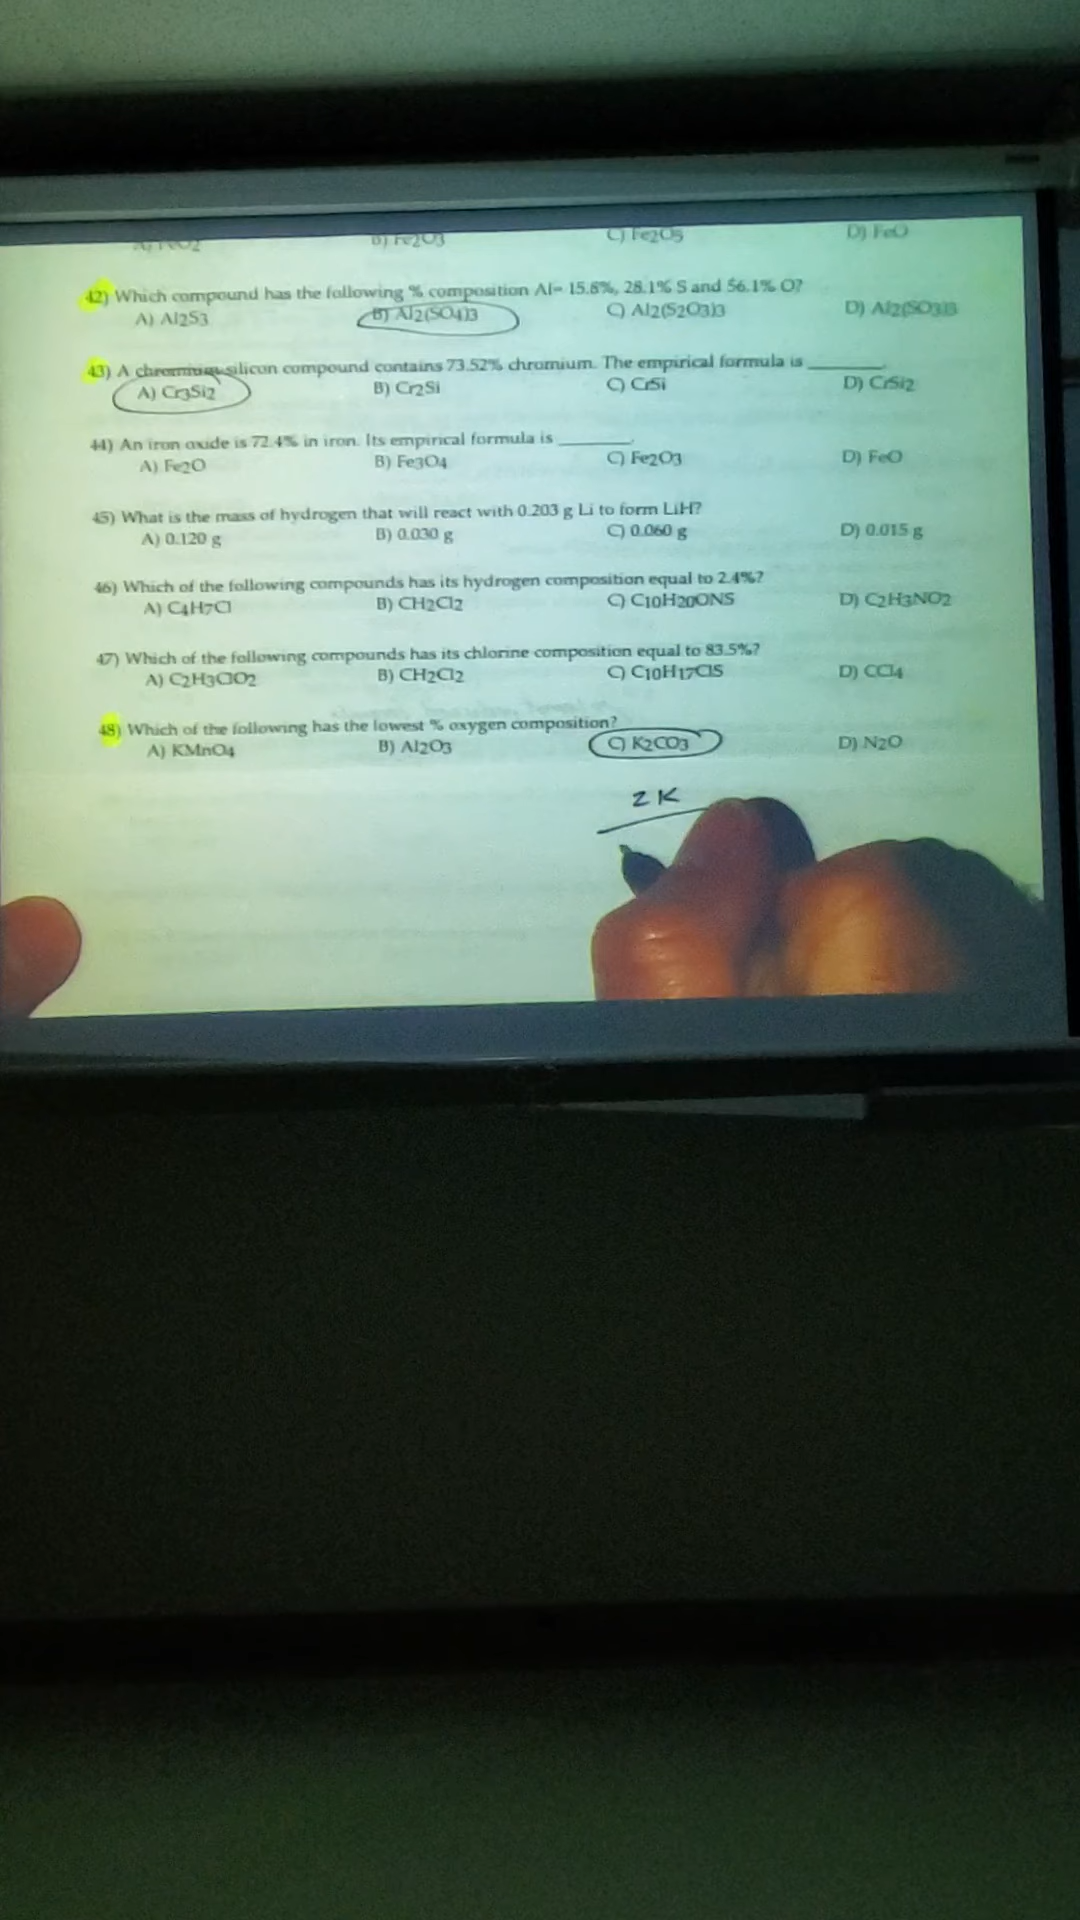 B) Fe2O3 C) Fe2O5 D) FeO
42) Which compound has the following % composition Al= 15.8%, 28.1% S and 56.1% O?
A) Al2S3 B) Al2(SO4)3 C) Al2(S2O3)3 D) Al2(SO3)3
43) A chromium-silicon compound contains 73.52% chromium. The empirical formula is ________.
A) Cr3Si2 B) Cr2Si C) CrSi D) CrSi2
44) An iron oxide is 72.4% in iron. Its empirical formula is ________.
A) Fe2O B) Fe3O4 C) Fe2O3 D) FeO
45) What is the mass of hydrogen that will react with 0.203 g Li to form LiH?
A) 0.120 g B) 0.030 g C) 0.060 g D) 0.015 g
46) Which of the following compounds has its hydrogen composition equal to 2.4%?
A) C4H7Cl B) CH2Cl2 C) C10H20ONS D) C2H3NO2
47) Which of the following compounds has its chlorine composition equal to 83.5%?
A) C2H3ClO2 B) CH2Cl2 C) C10H17ClS D) CCl4
48) Which of the following has the lowest % oxygen composition?
A) KMnO4 B) Al2O3 C) K2CO3 D) N2O
2 K